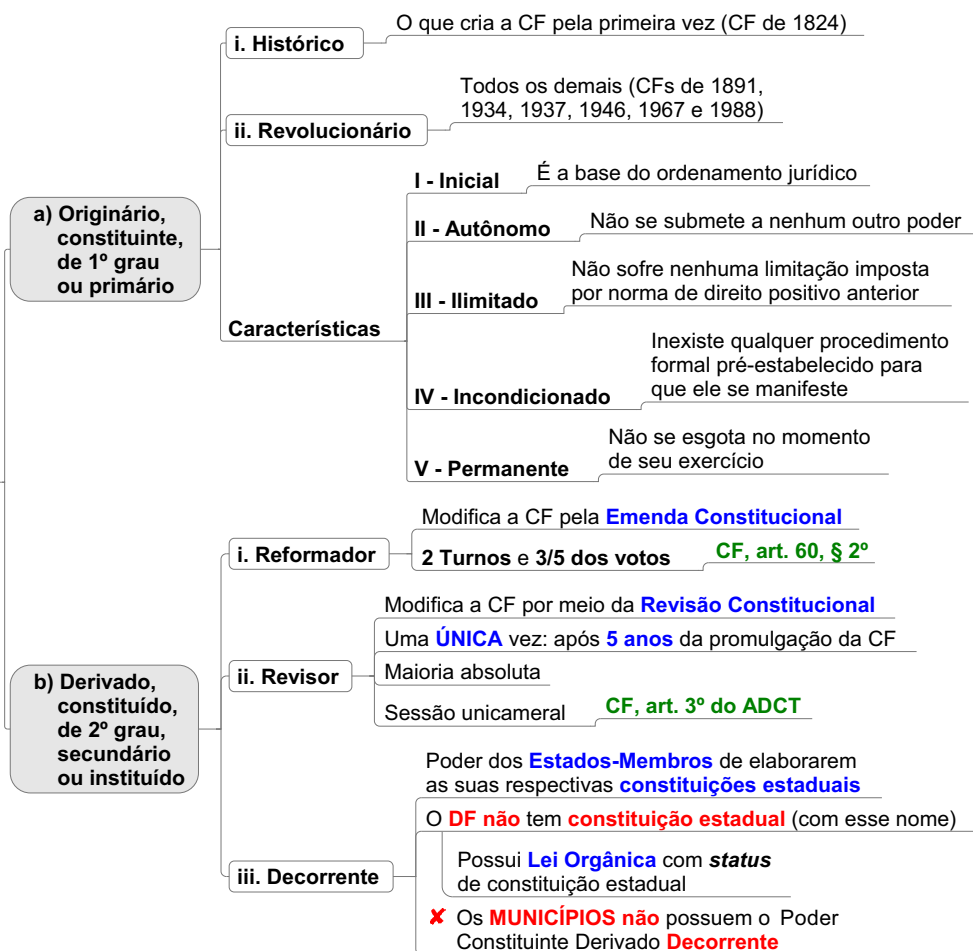 a) Originário,
constituinte,
de 1º grau
ou primário
i. Histórico
O que cria a CF pela primeira vez (CF de 1824)
ii. Revolucionário
Todos os demais (CFs de 1891,
1934, 1937, 1946, 1967 e 1988)
Características
I - Inicial
É a base do ordenamento jurídico
II - Autônomo
Não se submete a nenhum outro poder
III - Ilimitado
Não sofre nenhuma limitação imposta
por norma de direito positivo anterior
IV - Incondicionado
Inexiste qualquer procedimento
formal pré-estabelecido para
que ele se manifeste
V - Permanente
Não se esgota no momento
de seu exercício
b) Derivado,
constituído,
de 2º grau,
secundário
ou instituído
i. Reformador
Modifica a CF pela Emenda Constitucional
2 Turnos e 3/5 dos votos
CF, art. 60, § 2º
ii. Revisor
Modifica a CF por meio da Revisão Constitucional
Uma ÚNICA vez: após 5 anos da promulgação da CF
Maioria absoluta
Sessão unicameral
CF, art. 3º do ADCT
iii. Decorrente
Poder dos Estados-Membros de elaborarem
as suas respectivas constituições estaduais
O DF não tem constituição estadual (com esse nome)
Possui Lei Orgânica com status
de constituição estadual
✘ Os MUNICÍPIOS não possuem o Poder
Constituinte Derivado Decorrente